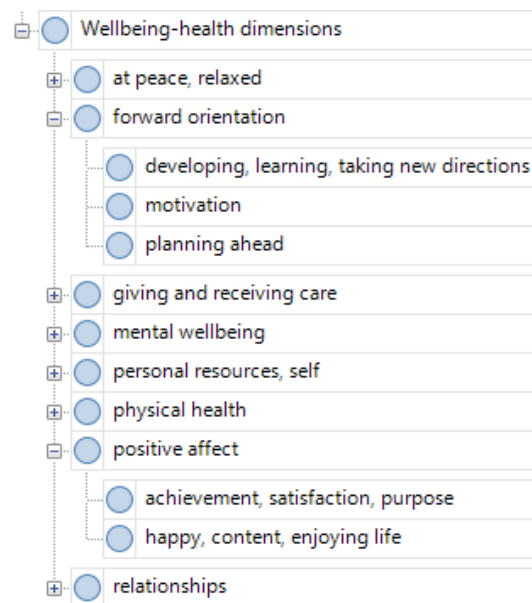 Wellbeing-health dimensions
at peace, relaxed
forward orientation
developing, learning, taking new directions
motivation
planning ahead
giving and receiving care
mental wellbeing
personal resources, self
physical health
positive affect
achievement, satisfaction, purpose
happy, content, enjoying life
relationships